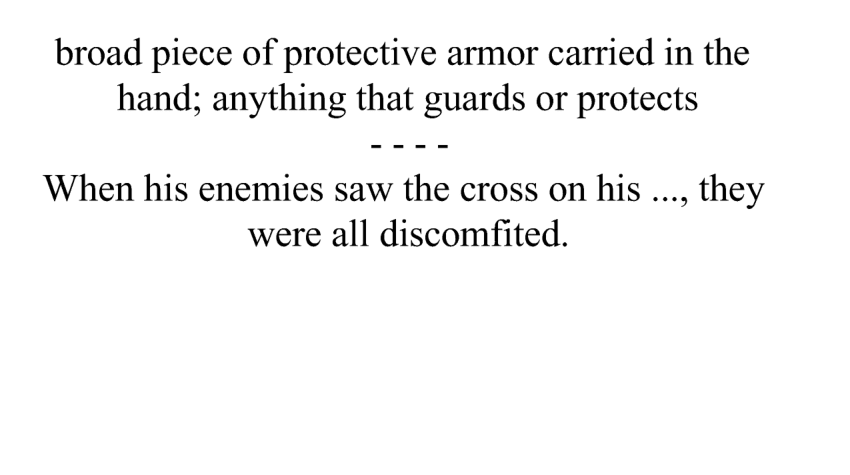 broad piece of protective armor carried in the
hand; anything that guards or protects
- - - -
When his enemies saw the cross on his ..., they
were all discomfited.